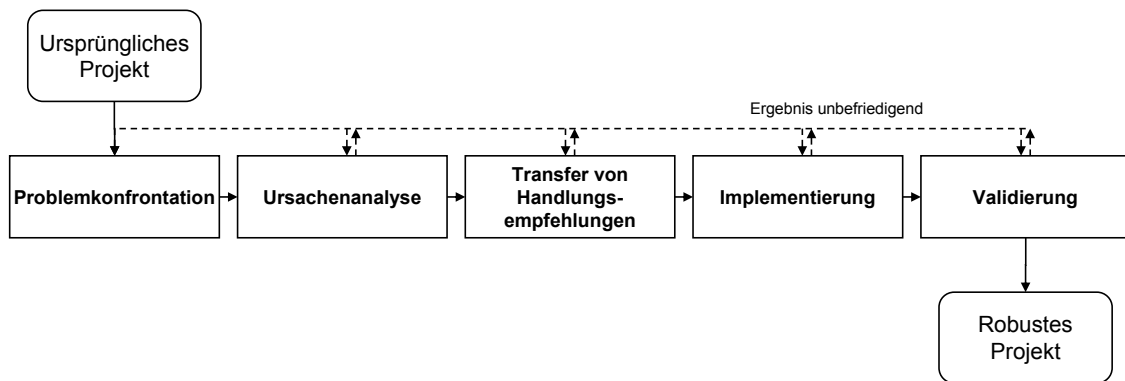 Ursprüngliches
Projekt
Ergebnis unbefriedigend
Problemkonfrontation
Ursachenanalyse
Transfer von
Handlungs-
empfehlungen
Implementierung
Validierung
Robustes
Projekt